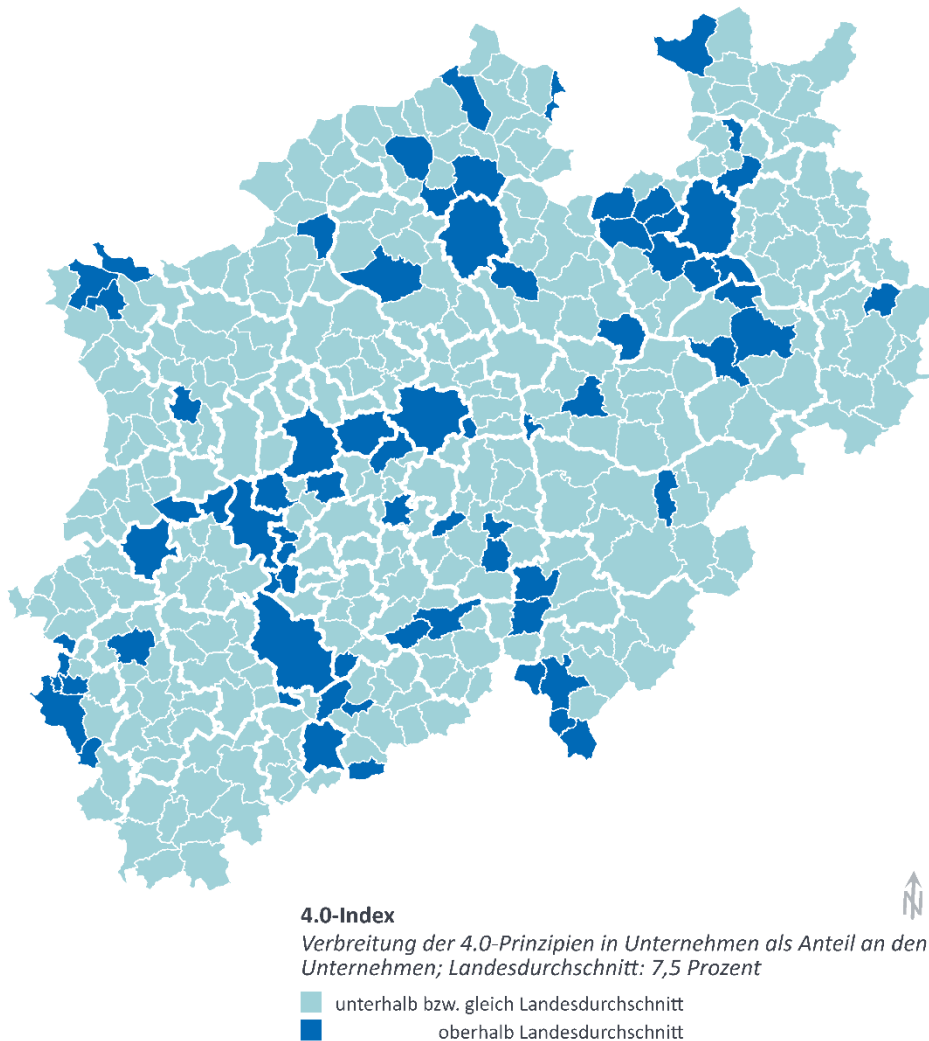 N
4.0-Index
Verbreitung der 4.0-Prinzipien in Unternehmen als Anteil an den
Unternehmen; Landesdurchschnitt: 7,5 Prozent
unterhalb bzw. gleich Landesdurchschnitt
oberhalb Landesdurchschnitt